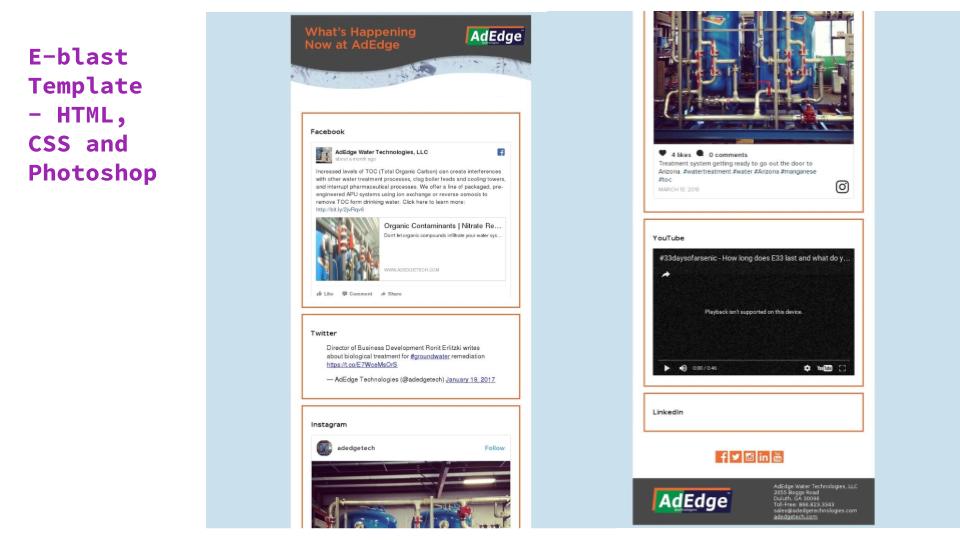 E-blast
Template
- HTML,
CSS and
Photoshop
What's Happening
Now at AdEdge
AdEdge
technologies
Facebook
AdEdge Water Technologies, LLC
about a month ago
Increased levels of TOC (Total Organic Carbon) can create interferences
with other water treatment processes, clog boiler feeds and cooling towers,
and interrupt pharmaceutical processes. We offer a line of packaged, pre-
engineered APU systems using ion exchange or reverse osmosis to
remove TOC form drinking water. Click here to learn more:
http://bit.ly/2jvRqv6
Organic Contaminants | Nitrate Re...
Don't let organic compounds infiltrate your water sys...
WWW.ADEDGETECH.COM
Like Comment Share
Twitter
Director of Business Development Ronit Erlitzki writes
about biological treatment for #groundwater remediation
https://t.co/E7WceMsOrS
— AdEdge Technologies (@adedgetech) January 19, 2017
Instagram
adedgetech
Follow
4 likes 0 comments
Treatment system getting ready to go out the door to
Arizona. #watertreatment #water #Arizona #manganese
#toc
MARCH 10, 2016
YouTube
#33daysofarsenic - How long does E33 last and what do y...
Playback isn't supported on this device.
0:00 / 0:46
YouTube
LinkedIn
AdEdge
technologies
AdEdge Water Technologies, LLC
2055 Boggs Road
Duluth, GA 30096
Toll-Free: 866.823.3343
sales@adedgetechnologies.com
adedgetech.com